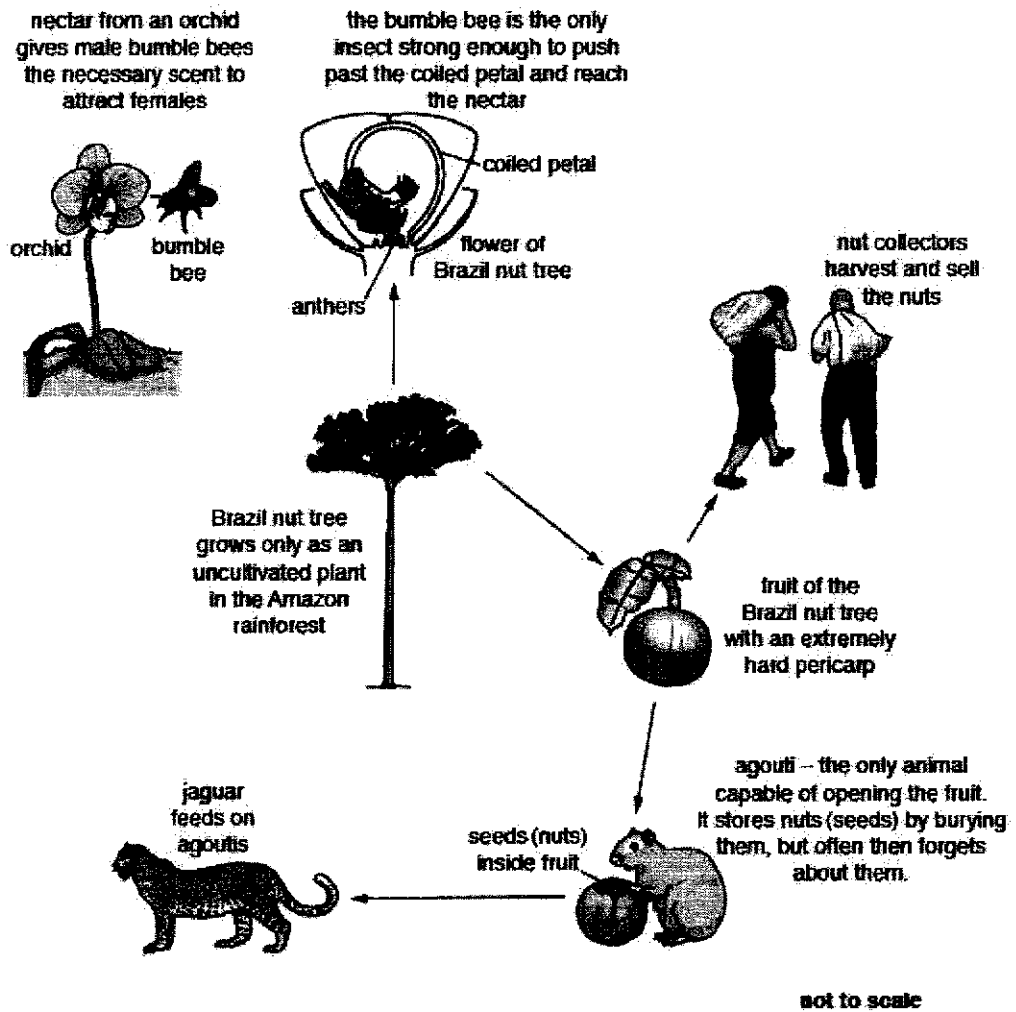 nectar from an orchid
gives male bumble bees
the necessary scent to
attract females
the bumble bee is the only
insect strong enough to push
past the coiled petal and reach
the nectar
coiled petal
orchid
bumble
bee
flower of
Brazil nut tree
anthers
nut collectors
harvest and sell
the nuts
Brazil nut tree
grows only as an
uncultivated plant
in the Amazon
rainforest
fruit of the
Brazil nut tree
with an extremely
hard pericarp
agouti – the only animal
capable of opening the fruit.
It stores nuts (seeds) by burying
them, but often then forgets
about them.
jaguar
feeds on
agoutis
seeds (nuts)
inside fruit
not to scale